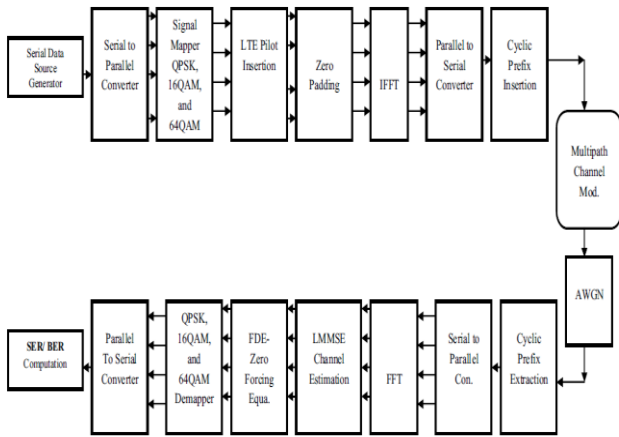 Serial Data
Source
Generator
Serial to
Parallel
Converter
Signal
Mapper
QPSK,
16QAM,
and
64QAM
LTE Pilot
Insertion
Zero
Padding
IFFT
Parallel to
Serial
Converter
Cyclic
Prefix
Insertion
Multipath
Channel
Mod.
AWGN
Cyclic
Prefix
Extraction
Serial to
Parallel
Con.
FFT
LMMSE
Channel
Estimation
FDE-
Zero
Forcing
Equa.
QPSK,
16QAM,
and
64QAM
Demapper
Parallel
To Serial
Converter
SER/ BER
Computation